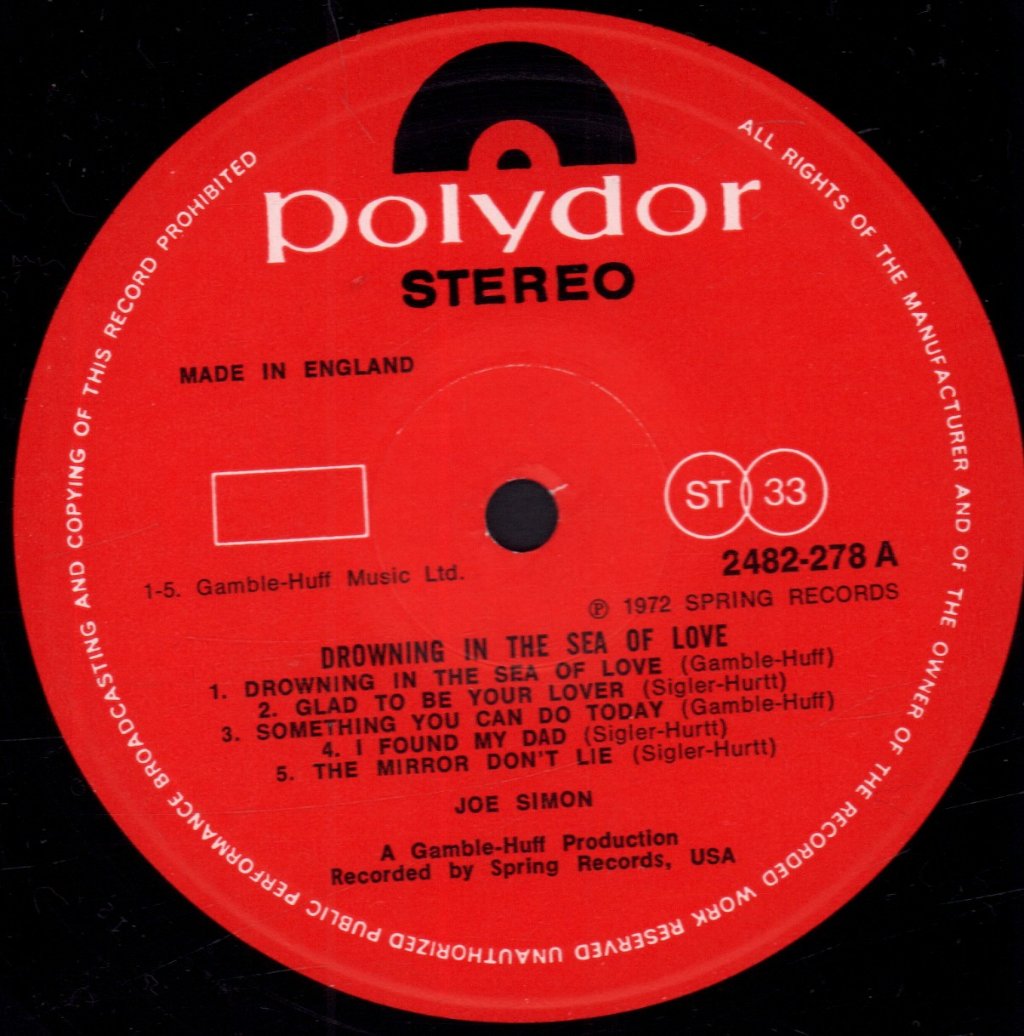 polydor
STEREO
MADE IN ENGLAND
ST 33
2482-278 A
1-5. Gamble-Huff Music Ltd.
℗ 1972 SPRING RECORDS
DROWNING IN THE SEA OF LOVE
1. DROWNING IN THE SEA OF LOVE (Gamble-Huff)
2. GLAD TO BE YOUR LOVER (Sigler-Hurtt)
3. SOMETHING YOU CAN DO TODAY (Gamble-Huff)
4. I FOUND MY DAD (Sigler-Hurtt)
5. THE MIRROR DON'T LIE (Sigler-Hurtt)
JOE SIMON
A Gamble-Huff Production
Recorded by Spring Records, USA
ALL RIGHTS OF THE MANUFACTURER AND OF THE OWNER OF THE RECORDED WORK RESERVED UNAUTHORIZED PUBLIC PERFORMANCE BROADCASTING AND COPYING OF THIS RECORD PROHIBITED